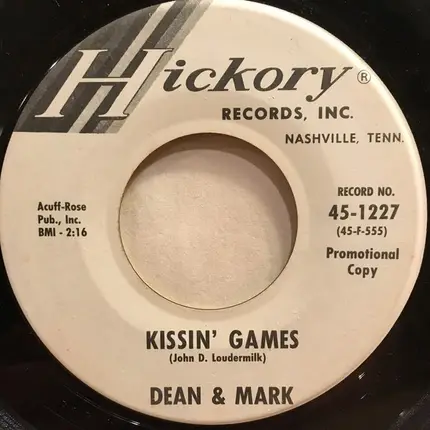 Hickory®
RECORDS, INC.
NASHVILLE, TENN.
Acuff-Rose
Pub., Inc.
BMI - 2:16
RECORD NO.
45-1227
(45-F-555)
Promotional
Copy
KISSIN' GAMES
(John D. Loudermilk)
DEAN & MARK